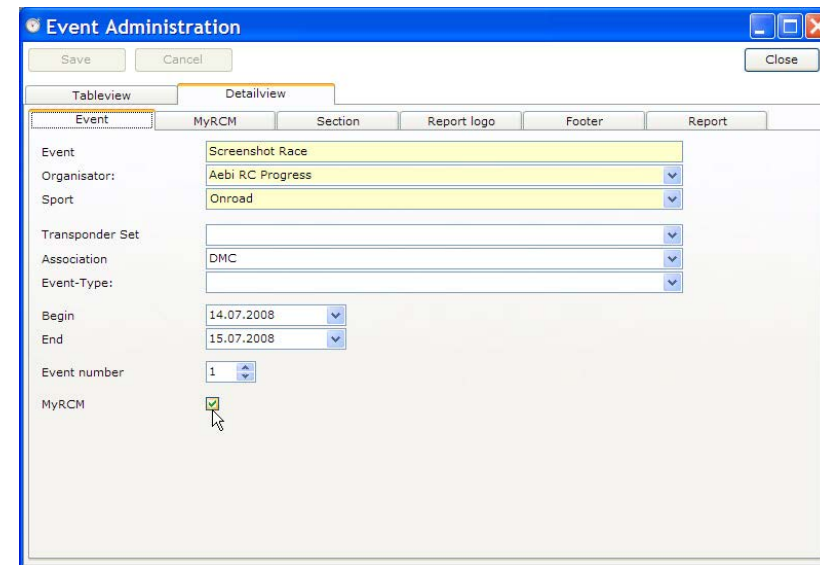 Event Administration
Save Cancel Close
Tableview Detailview
Event MyRCM Section Report logo Footer Report
Event Screenshot Race
Organisator: Aebi RC Progress
Sport Onroad
Transponder Set
Association DMC
Event-Type:
Begin 14.07.2008
End 15.07.2008
Event number 1
MyRCM